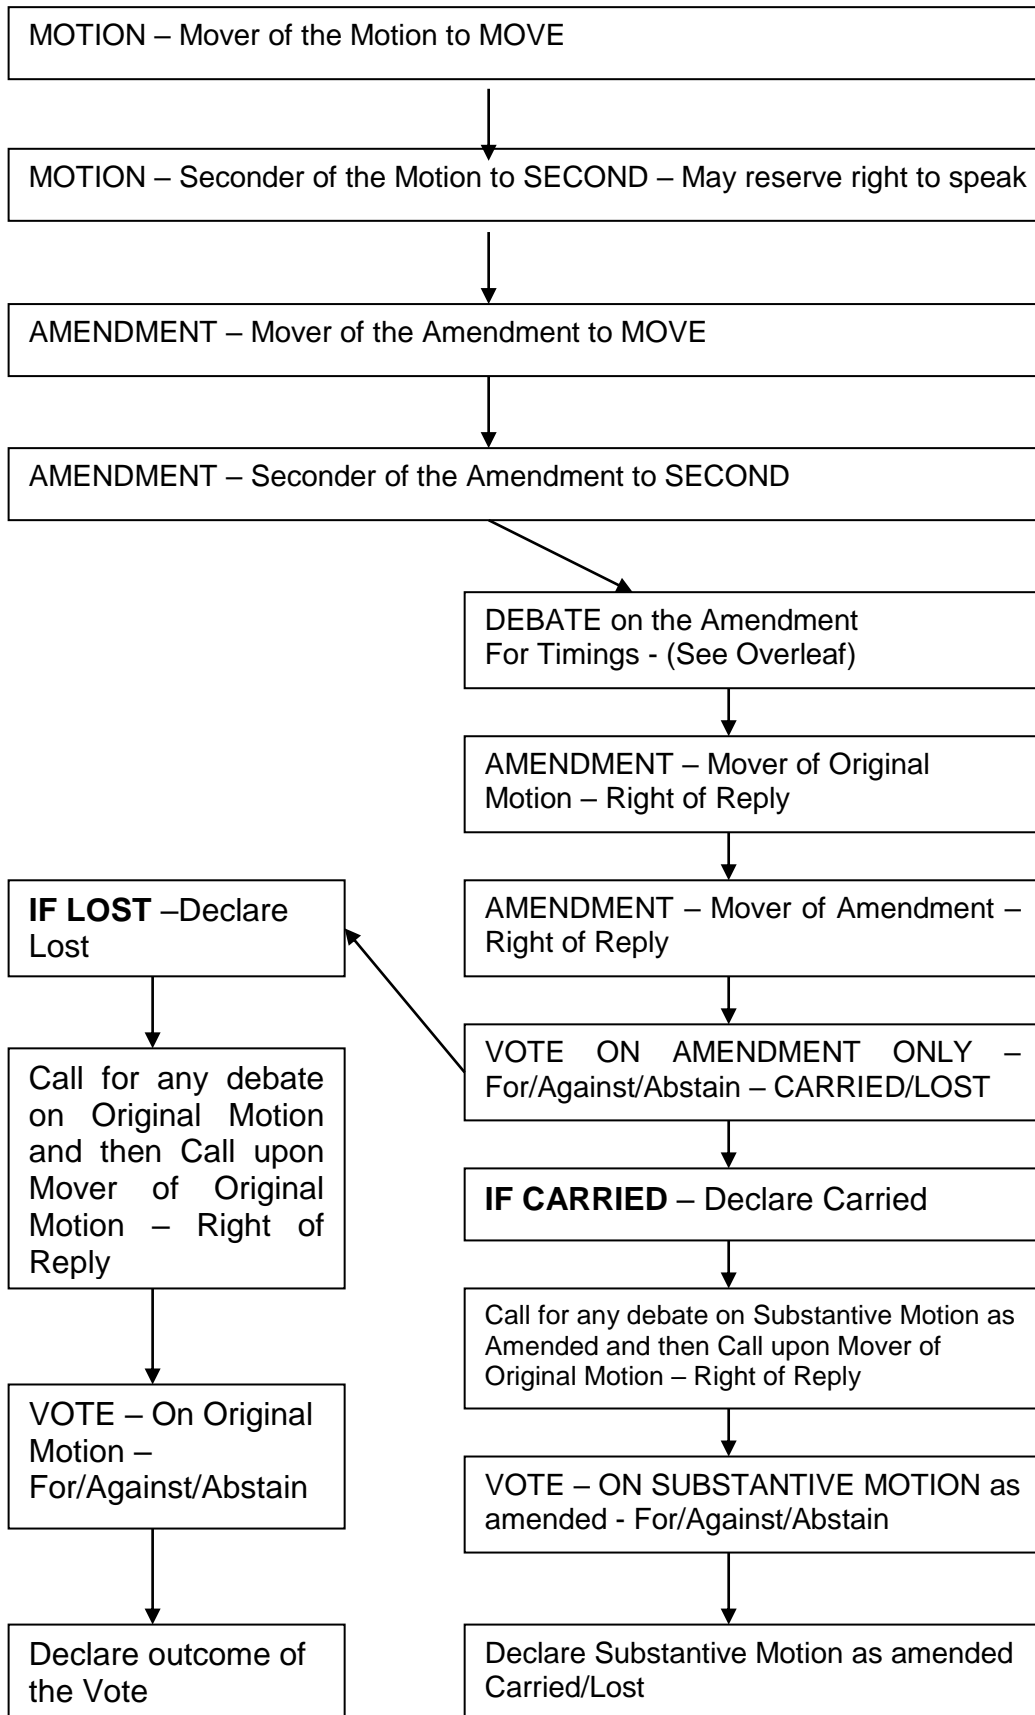 MOTION – Mover of the Motion to MOVE
MOTION – Seconder of the Motion to SECOND – May reserve right to speak
AMENDMENT – Mover of the Amendment to MOVE
AMENDMENT – Seconder of the Amendment to SECOND
DEBATE on the Amendment
For Timings - (See Overleaf)
AMENDMENT – Mover of Original
Motion – Right of Reply
AMENDMENT – Mover of Amendment –
Right of Reply
VOTE ON AMENDMENT ONLY –
For/Against/Abstain – CARRIED/LOST
IF LOST –Declare
Lost
Call for any debate
on Original Motion
and then Call upon
Mover of Original
Motion – Right of
Reply
VOTE – On Original
Motion –
For/Against/Abstain
Declare outcome of
the Vote
IF CARRIED – Declare Carried
Call for any debate on Substantive Motion as
Amended and then Call upon Mover of
Original Motion – Right of Reply
VOTE – ON SUBSTANTIVE MOTION as
amended - For/Against/Abstain
Declare Substantive Motion as amended
Carried/Lost